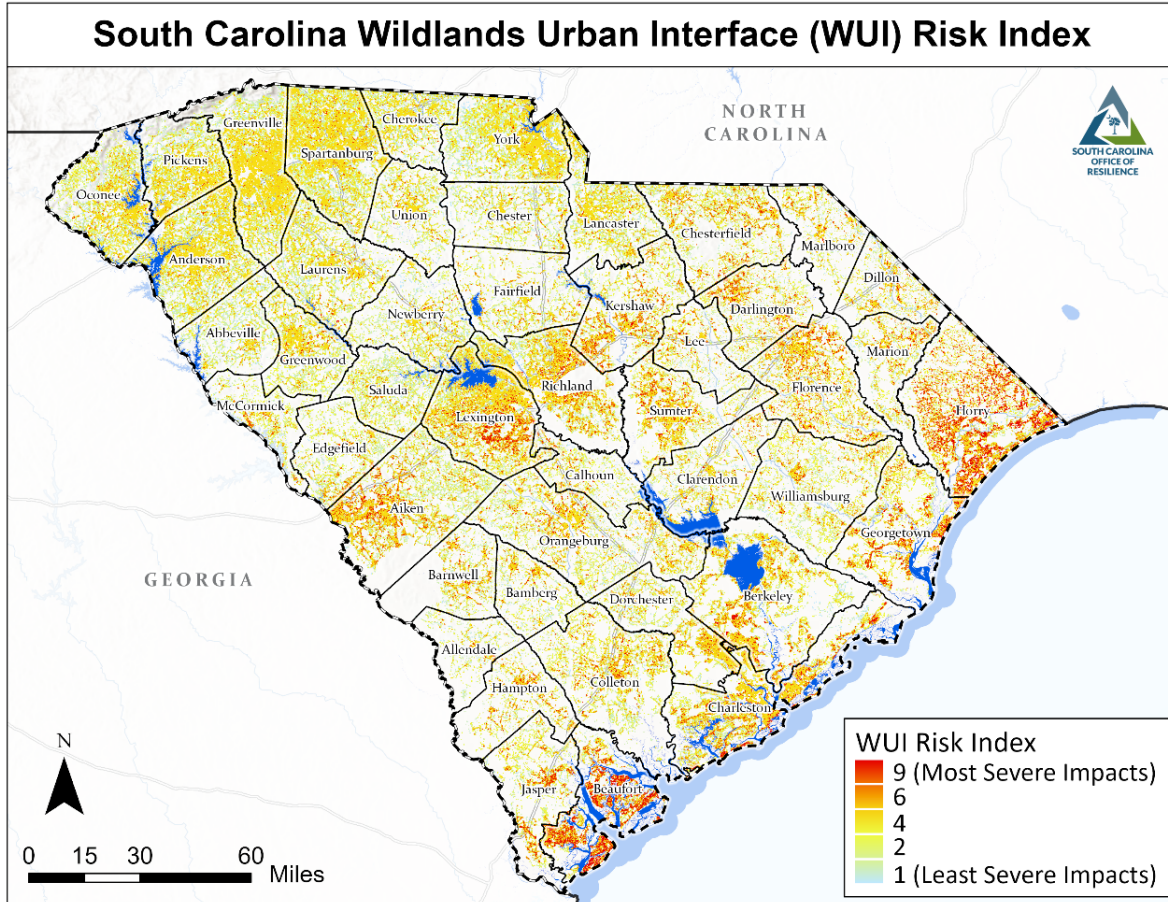 South Carolina Wildlands Urban Interface (WUI) Risk Index
NORTH
CAROLINA
SOUTH CAROLINA
OFFICE OF
RESILIENCE
Cherokee
Greenville
York
Spartanburg
Pickens
Oconee
Union
Chester
Lancaster
Chesterfield
Marlboro
Anderson
Laurens
Dillon
Fairfield
Kershaw
Darlington
Newberry
Abbeville
Lee
Marion
Greenwood
Richland
Florence
Saluda
Horry
McCormick
Lexington
Sumter
Edgefield
Calhoun
Clarendon
Williamsburg
Aiken
Georgetown
Orangeburg
GEORGIA
Barnwell
Bamberg
Dorchester
Berkeley
Allendale
Hampton
Colleton
Charleston
Jasper
Beaufort
N
0 15 30 60 Miles
WUI Risk Index
9 (Most Severe Impacts)
6
4
2
1 (Least Severe Impacts)